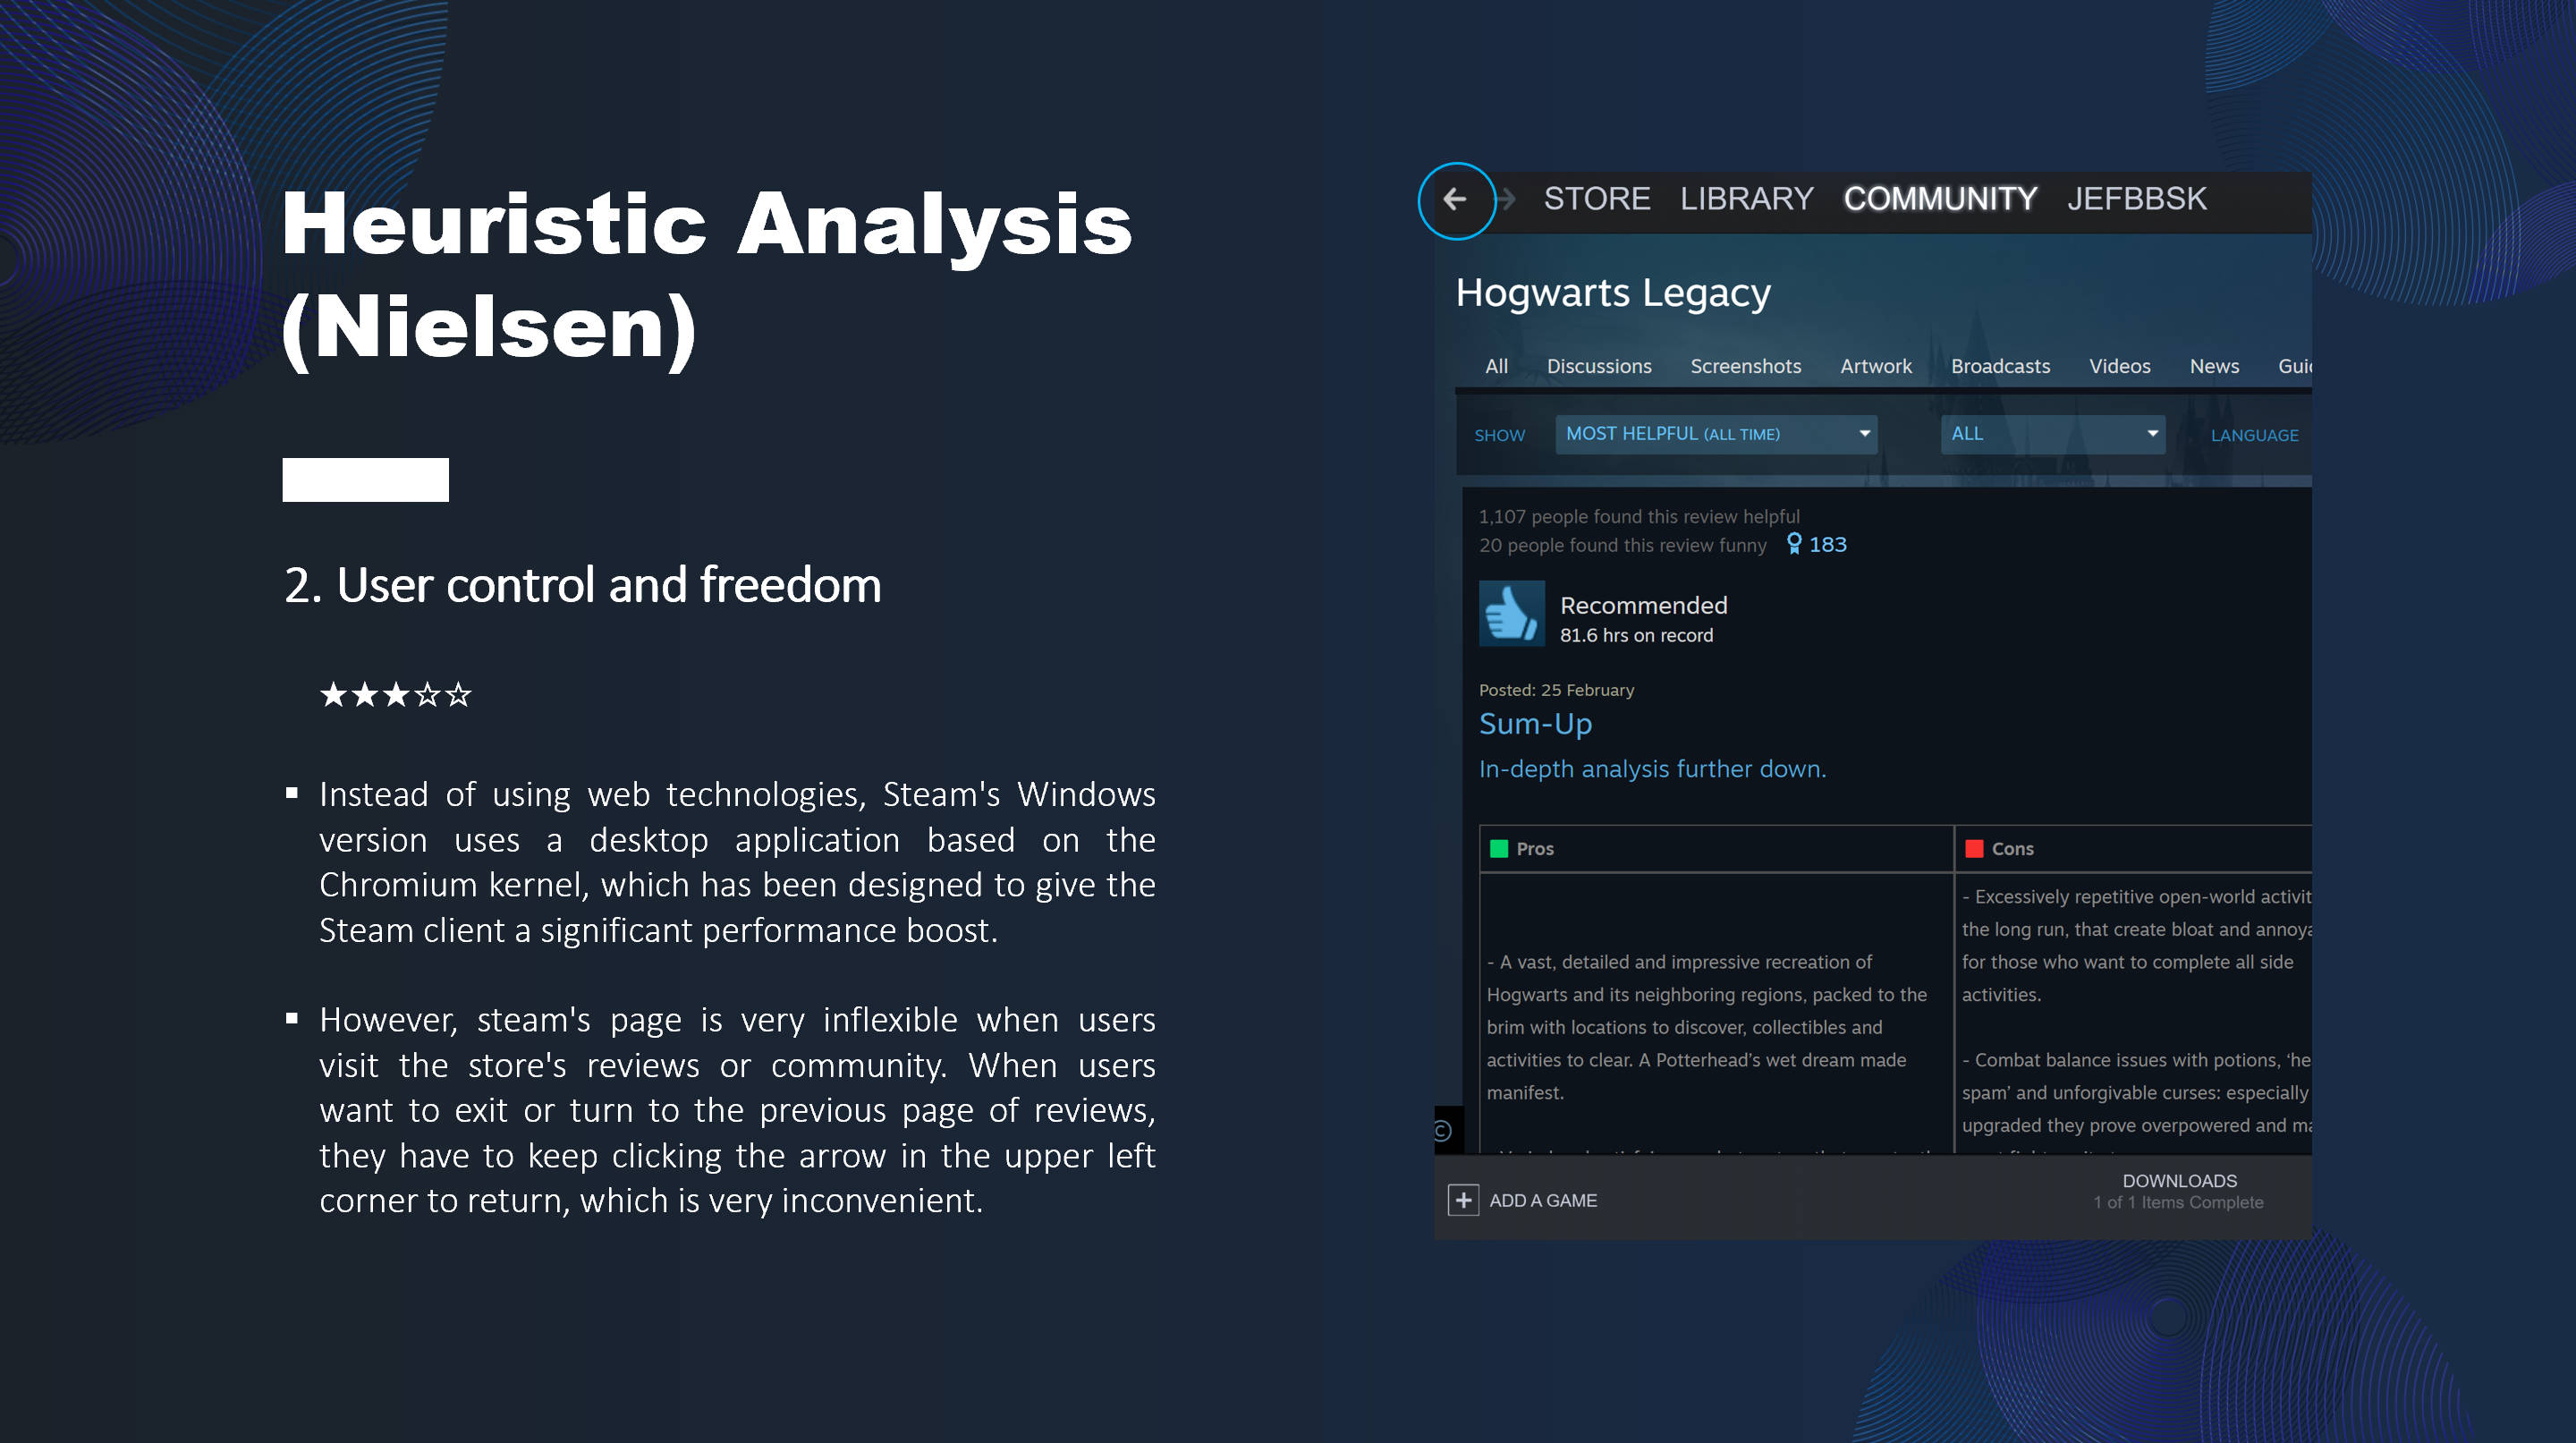 Heuristic Analysis
(Nielsen)
2. User control and freedom
★★★☆☆
▪ Instead of using web technologies, Steam's Windows
version uses a desktop application based on the
Chromium kernel, which has been designed to give the
Steam client a significant performance boost.
▪ However, steam's page is very inflexible when users
visit the store's reviews or community. When users
want to exit or turn to the previous page of reviews,
they have to keep clicking the arrow in the upper left
corner to return, which is very inconvenient.
STORE LIBRARY COMMUNITY JEFBBSK
Hogwarts Legacy
All Discussions Screenshots Artwork Broadcasts Videos News Gui
SHOW MOST HELPFUL (ALL TIME) ALL LANGUAGE
1,107 people found this review helpful
20 people found this review funny 183
Recommended
81.6 hrs on record
Posted: 25 February
Sum-Up
In-depth analysis further down.
Pros
- A vast, detailed and impressive recreation of
Hogwarts and its neighboring regions, packed to the
brim with locations to discover, collectibles and
activities to clear. A Potterhead’s wet dream made
manifest.
Cons
- Excessively repetitive open-world activit
the long run, that create bloat and annoya
for those who want to complete all side
activities.
- Combat balance issues with potions, ‘he
spam’ and unforgivable curses: especially
upgraded they prove overpowered and ma
©
ADD A GAME
DOWNLOADS
1 of 1 Items Complete